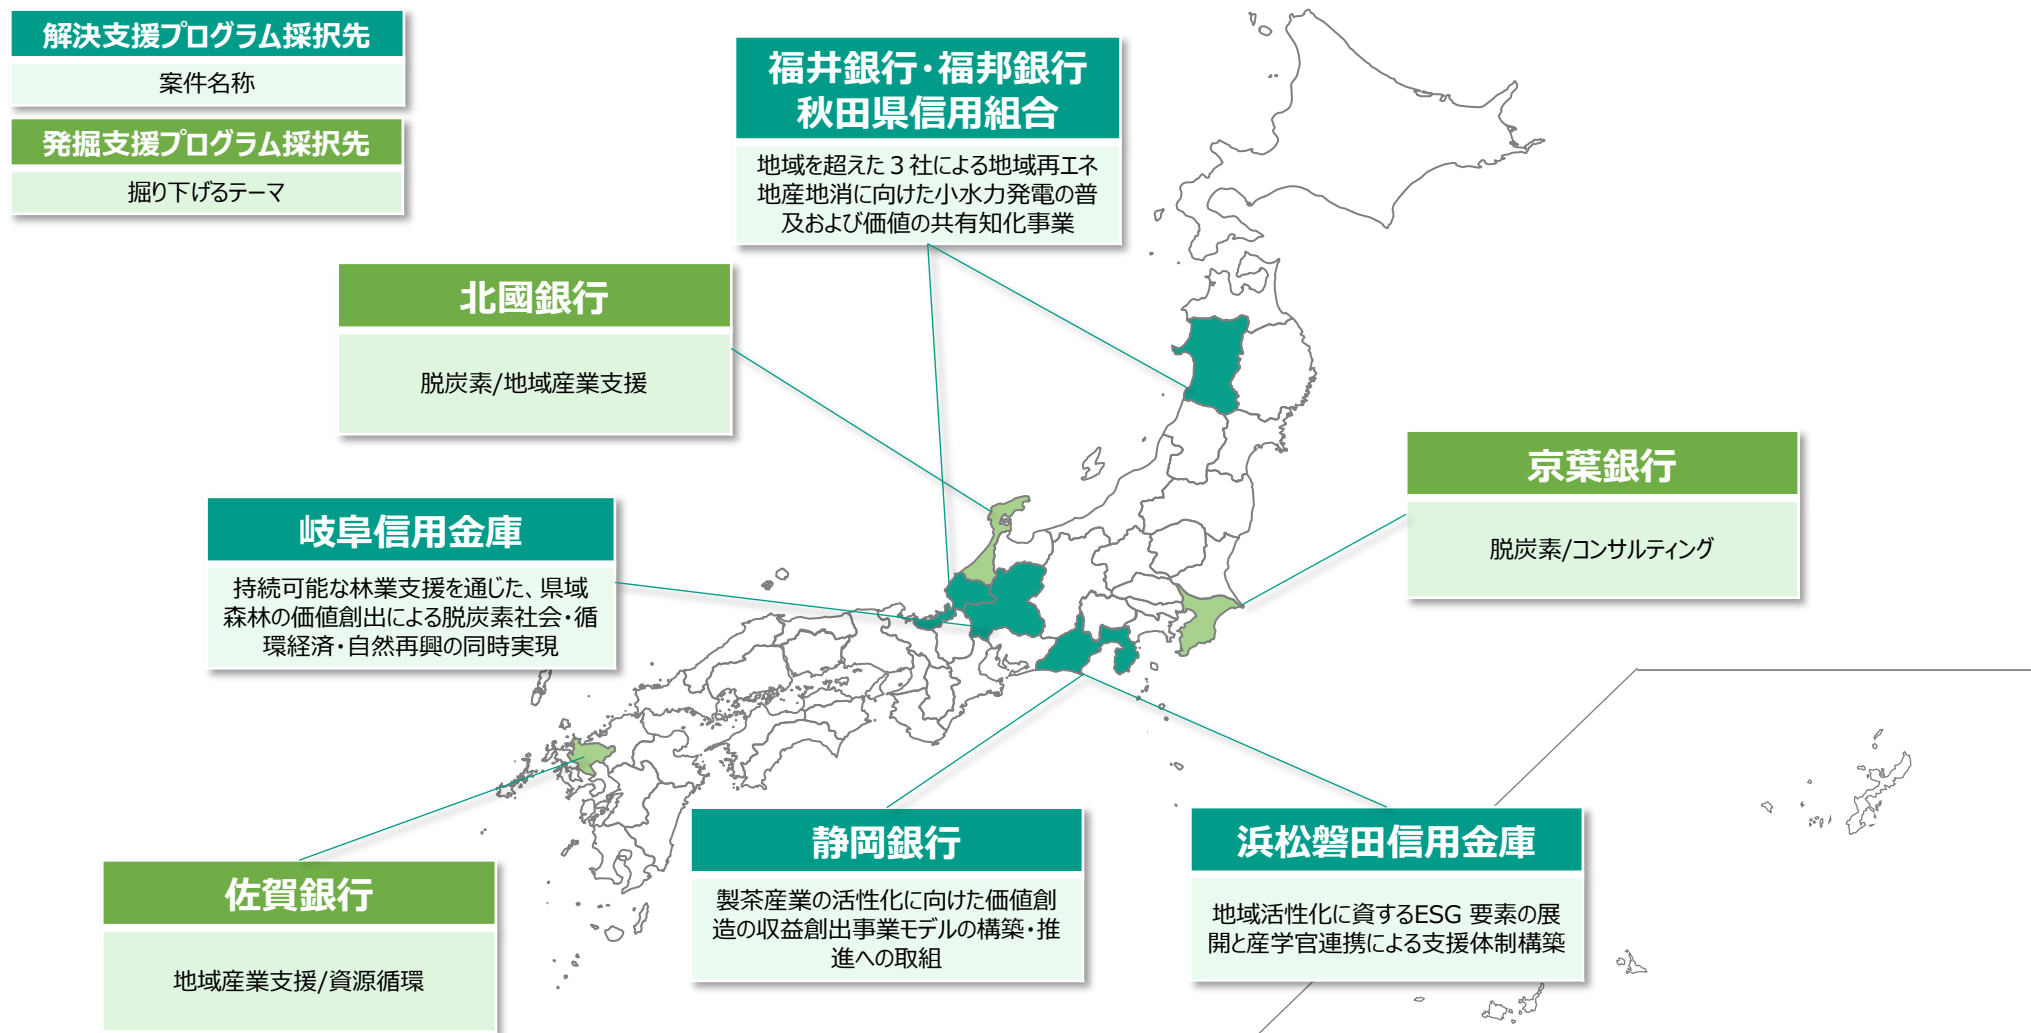 解決支援プログラム採択先
案件名称
発掘支援プログラム採択先
掘り下げるテーマ
福井銀行・福邦銀行
秋田県信用組合
地域を超えた３社による地域再エネ
地産地消に向けた小水力発電の普
及および価値の共有知化事業
北國銀行
脱炭素/地域産業支援
京葉銀行
脱炭素/コンサルティング
岐阜信用金庫
持続可能な林業支援を通じた、県域
森林の価値創出による脱炭素社会・循
環経済・自然再興の同時実現
静岡銀行
製茶産業の活性化に向けた価値創
造の収益創出事業モデルの構築・推
進への取組
浜松磐田信用金庫
地域活性化に資するESG 要素の展
開と産学官連携による支援体制構築
佐賀銀行
地域産業支援/資源循環